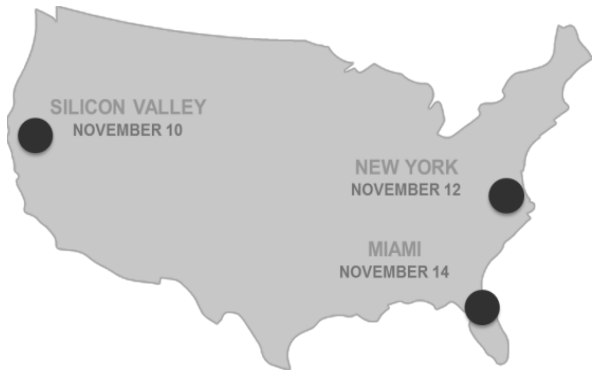 SILICON VALLEY
NOVEMBER 10
NEW YORK
NOVEMBER 12
MIAMI
NOVEMBER 14